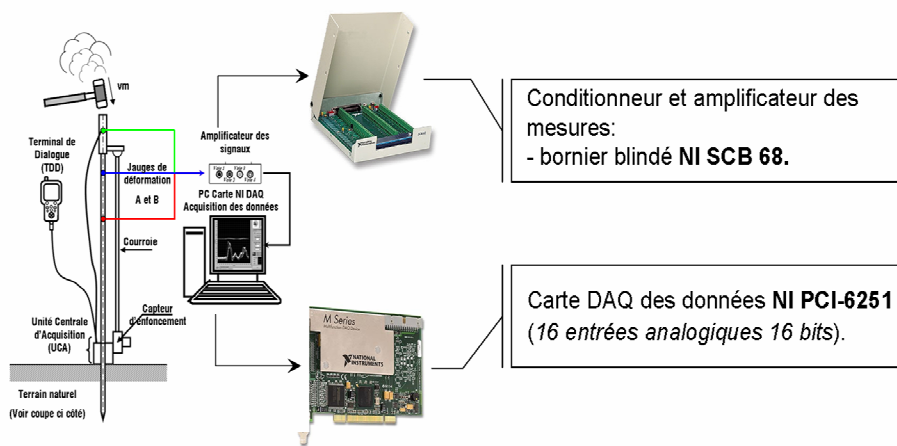 vm
Terminal de
Dialogue
(TDD)
Amplificateur des
signaux
Jauges de
déformation
A et B
PC Carte NI DAQ
Acquisition des données
Courroie
Capteur
d'enfoncement
Unité Centrale
d'Acquisition
(UCA)
Terrain naturel
(Voir coupe ci côté)
Conditionneur et amplificateur des
mesures:
- bornier blindé NI SCB 68.
M Series
Multifunction DAQ Device
NATIONAL
INSTRUMENTS
Carte DAQ des données NI PCI-6251
(16 entrées analogiques 16 bits).